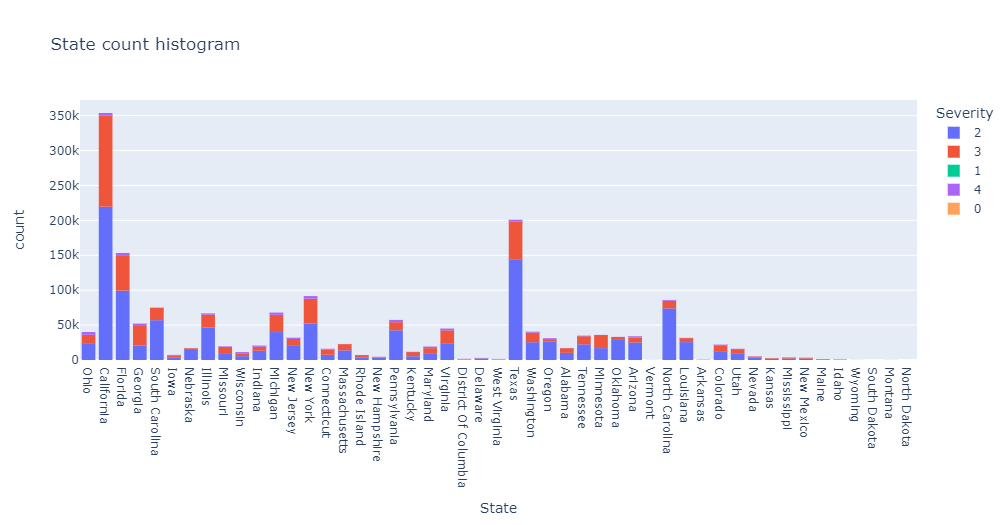 State count histogram
Severity
2
3
1
4
0
count
350k
300k
250k
200k
150k
100k
50k
0
Ohio
California
Florida
Georgia
South Carolina
Iowa
Nebraska
Illinois
Missouri
Wisconsin
Indiana
Michigan
New Jersey
New York
Connecticut
Massachusetts
Rhode Island
New Hampshire
Pennsylvania
Kentucky
Maryland
Virginia
District Of Columbia
Delaware
West Virginia
Texas
Washington
Oregon
Alabama
Tennessee
Minnesota
Oklahoma
Arizona
Vermont
North Carolina
Louisiana
Arkansas
Colorado
Utah
Nevada
Kansas
Mississippi
New Mexico
Maine
Idaho
Wyoming
South Dakota
Montana
North Dakota
State